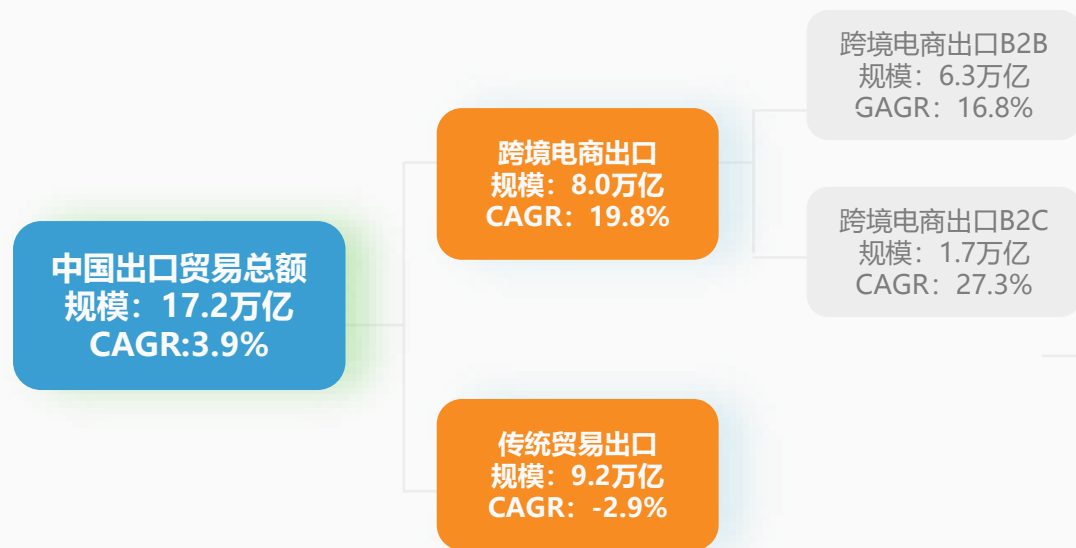 中国出口贸易总额
规模：17.2万亿
CAGR:3.9%
跨境电商出口
规模：8.0万亿
CAGR：19.8%
传统贸易出口
规模：9.2万亿
CAGR：-2.9%
跨境电商出口B2B
规模：6.3万亿
GAGR：16.8%
跨境电商出口B2C
规模：1.7万亿
CAGR：27.3%